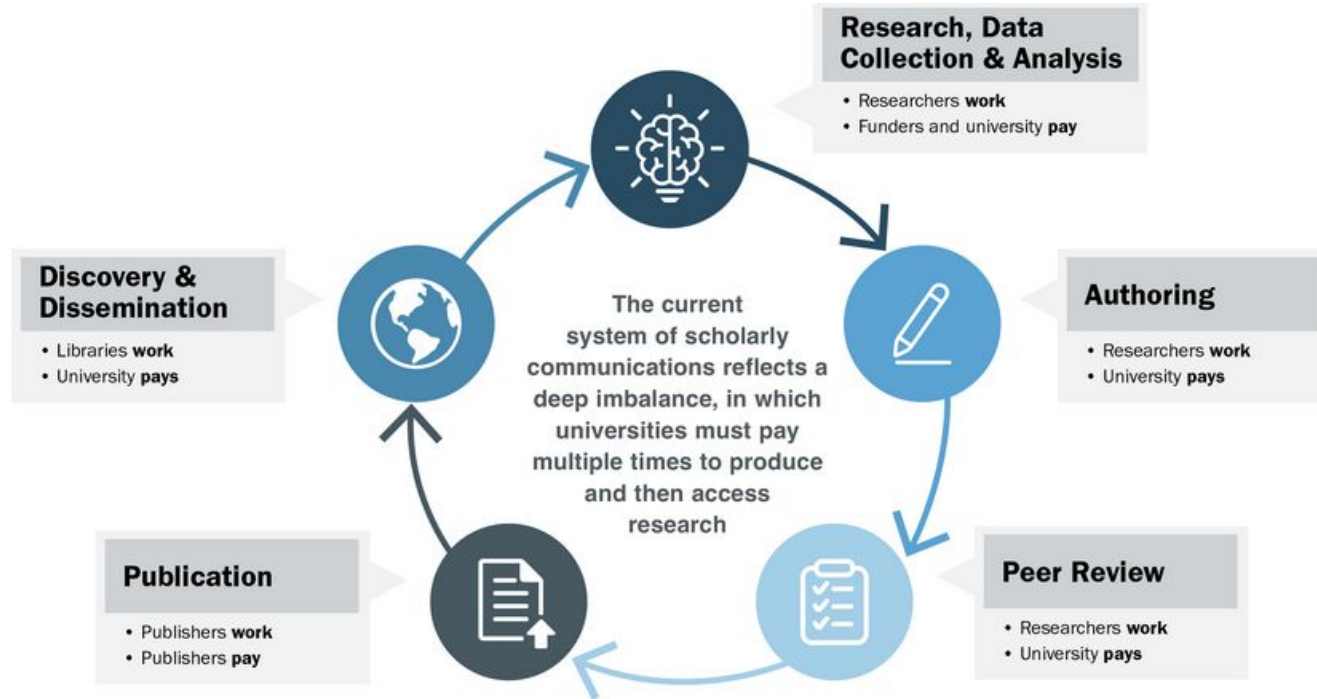 Research, Data
Collection & Analysis
• Researchers work
• Funders and university pay
Authoring
• Researchers work
• University pays
Peer Review
• Researchers work
• University pays
Publication
• Publishers work
• Publishers pay
Discovery &
Dissemination
• Libraries work
• University pays
The current
system of scholarly
communications reflects a
deep imbalance, in which
universities must pay
multiple times to produce
and then access
research